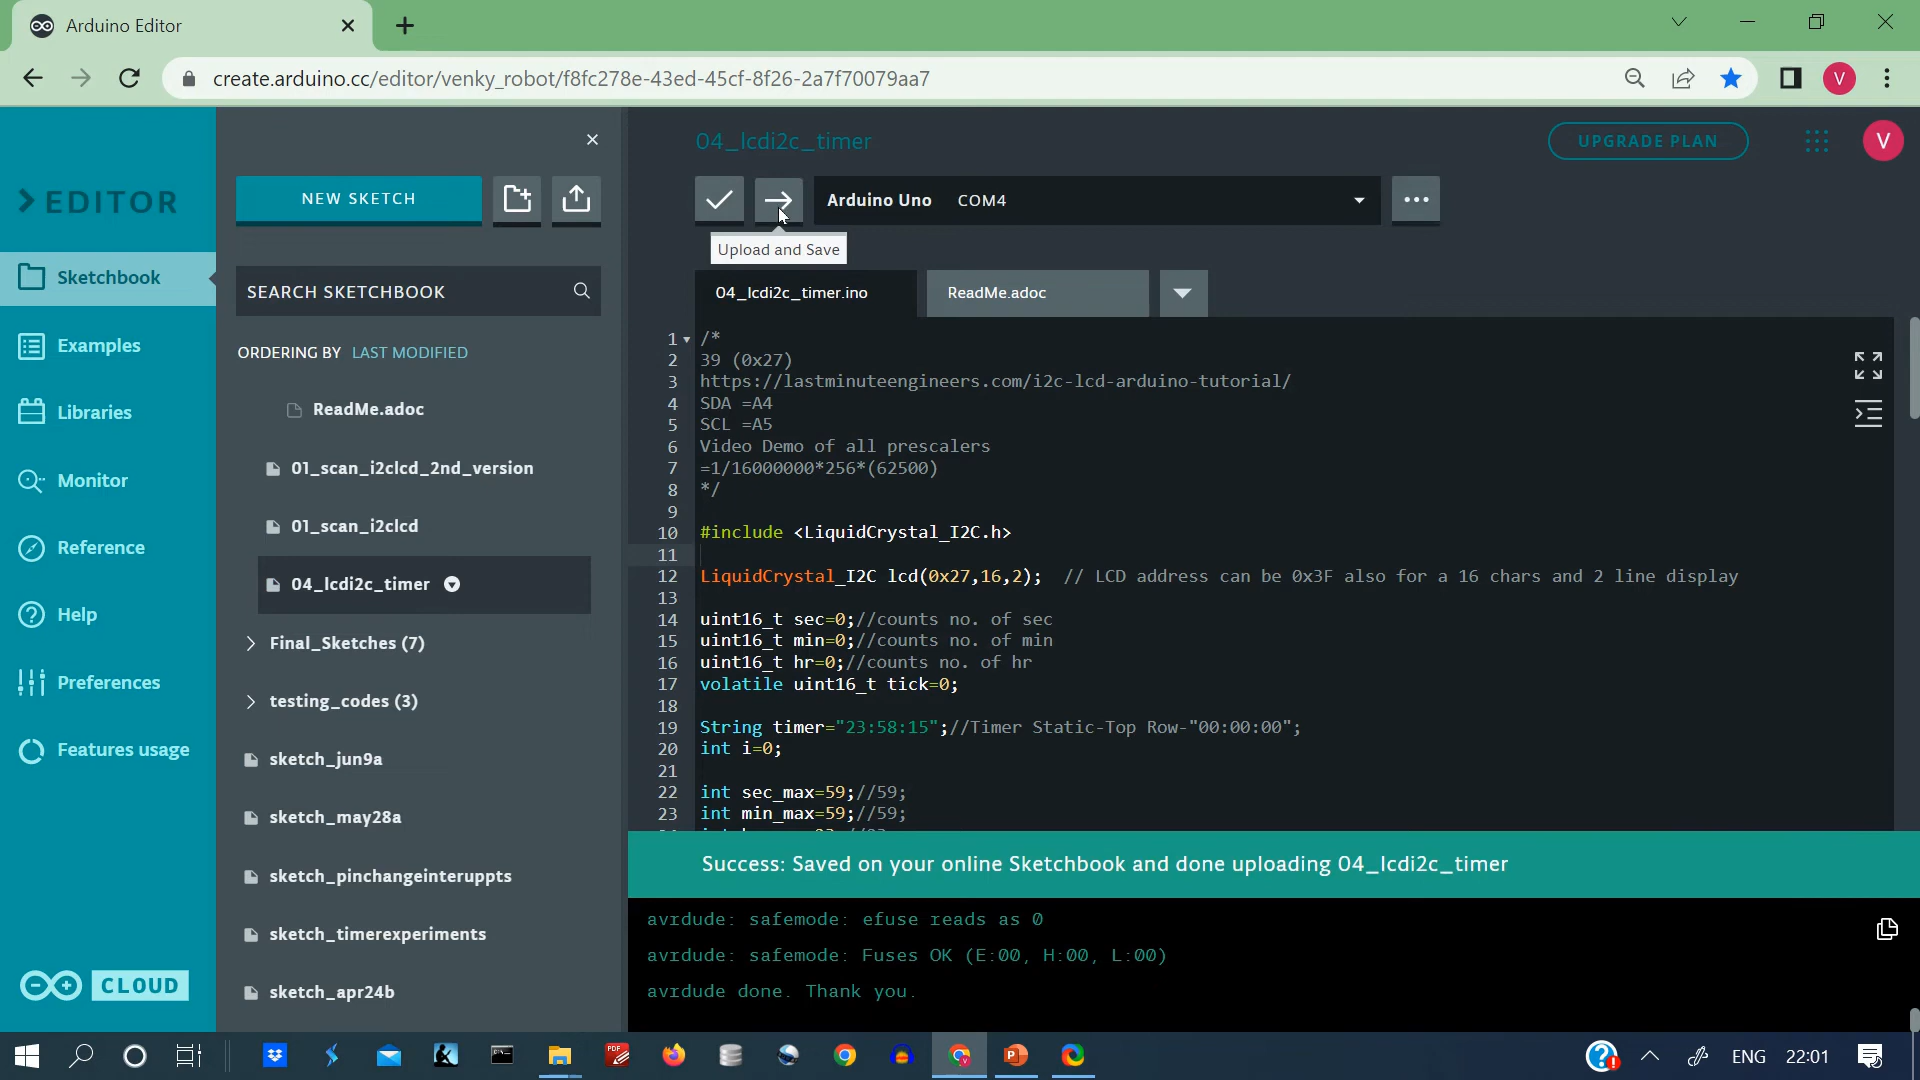 Arduino Editor
create.arduino.cc/editor/venky_robot/f8fc278e-43ed-45cf-8f26-2a7f70079aa7
V
EDITOR
Sketchbook
Examples
Libraries
Monitor
Reference
Help
Preferences
Features usage
CLOUD
NEW SKETCH
SEARCH SKETCHBOOK
ORDERING BY LAST MODIFIED
ReadMe.adoc
01_scan_i2clcd_2nd_version
01_scan_i2clcd
04_lcdi2c_timer
Final_Sketches (7)
testing_codes (3)
sketch_jun9a
sketch_may28a
sketch_pinchangeinteruppts
sketch_timerexperiments
sketch_apr24b
04_lcdi2c_timer
UPGRADE PLAN
V
Arduino Uno COM4
Upload and Save
04_lcdi2c_timer.ino
ReadMe.adoc
1 /*
2 39 (0x27)
3 https://lastminuteengineers.com/i2c-lcd-arduino-tutorial/
4 SDA =A4
5 SCL =A5
6 Video Demo of all prescalers
7 =1/16000000*256*(62500)
8 */
9
10 #include <LiquidCrystal_I2C.h>
11
12 LiquidCrystal_I2C lcd(0x27,16,2);  // LCD address can be 0x3F also for a 16 chars and 2 line display
13
14 uint16_t sec=0;//counts no. of sec
15 uint16_t min=0;//counts no. of min
16 uint16_t hr=0;//counts no. of hr
17 volatile uint16_t tick=0;
18
19 String timer="23:58:15";//Timer Static-Top Row-"00:00:00";
20 int i=0;
21
22 int sec_max=59;//59;
23 int min_max=59;//59;
Success: Saved on your online Sketchbook and done uploading 04_lcdi2c_timer
avrdude: safemode: efuse reads as 0
avrdude: safemode: Fuses OK (E:00, H:00, L:00)
avrdude done. Thank you.
PDF
ENG
22:01